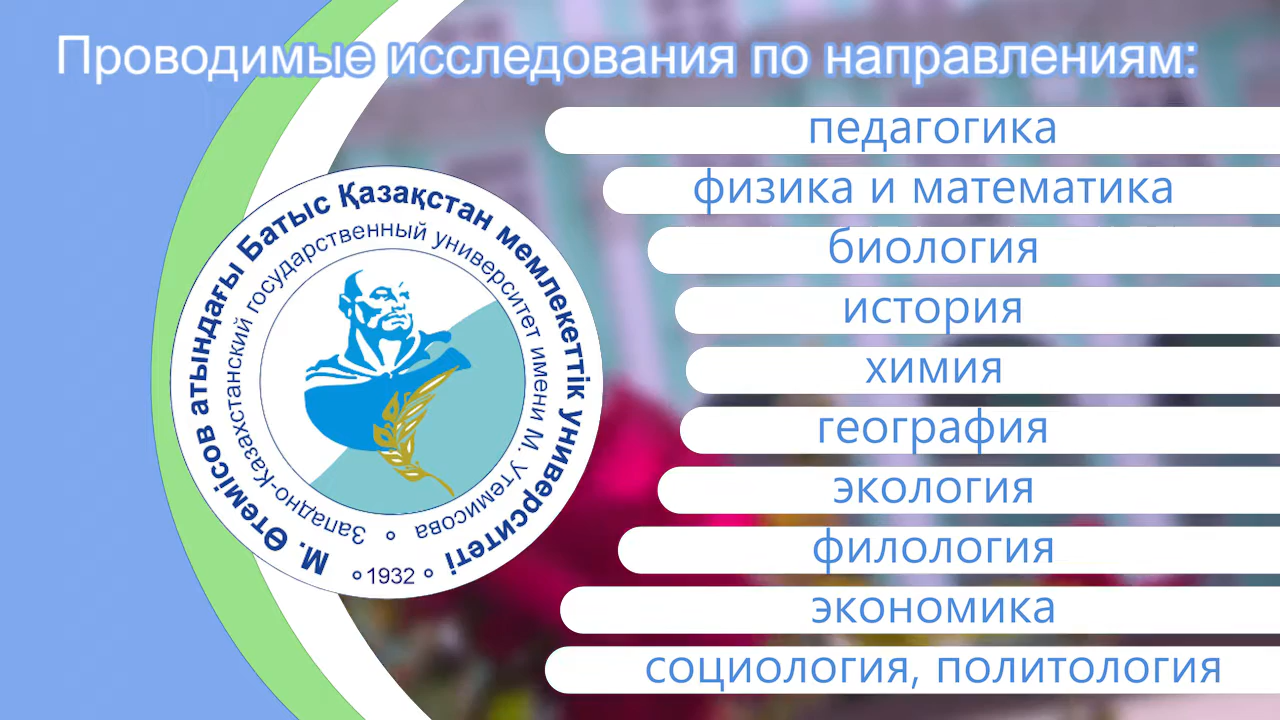 Проводимые исследования по направлениям:
педагогика
физика и математика
биология
история
химия
география
экология
филология
экономика
социология, политология
М. Өтемісов атындағы Батыс Қазақстан мемлекеттік университеті
Западно-Казахстанский государственный университет имени М. Утемисова
1932